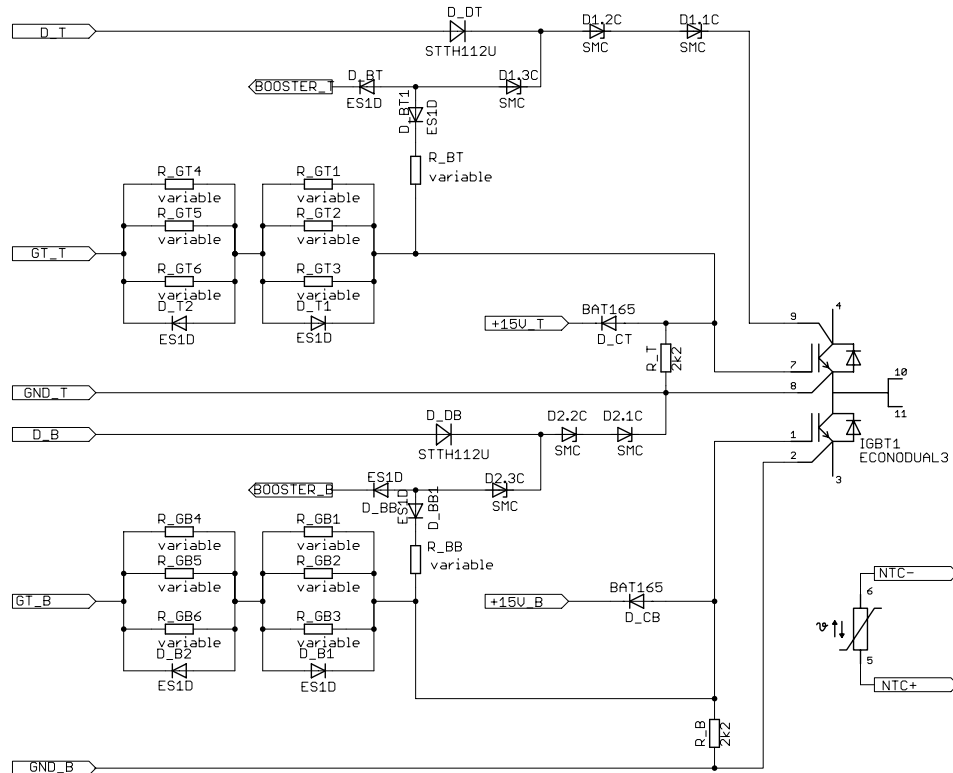 D_T
D_DT
STTH112U
D1.2C
SMC
D1.1C
SMC
BOOSTER_T
D_BT
ES1D
D_BT1
ES1D
D1.3C
SMC
R_BT
variable
R_GT4
variable
R_GT5
variable
R_GT6
variable
D_T2
ES1D
R_GT1
variable
R_GT2
variable
R_GT3
variable
D_T1
ES1D
GT_T
+15V_T
BAT165
D_CT
R_T
2k2
4
9
7
8
10
11
GND_T
D_B
D_DB
STTH112U
D2.2C
SMC
D2.1C
SMC
1
2
3
IGBT1
ECONODUAL3
BOOSTER_B
ES1D
D_BB
ES1D
D_BB1
D2.3C
SMC
R_BB
variable
R_GB4
variable
R_GB5
variable
R_GB6
variable
D_B2
ES1D
R_GB1
variable
R_GB2
variable
R_GB3
variable
D_B1
ES1D
GT_B
+15V_B
BAT165
D_CB
NTC-
6
ϑ
5
NTC+
R_B
2k2
GND_B